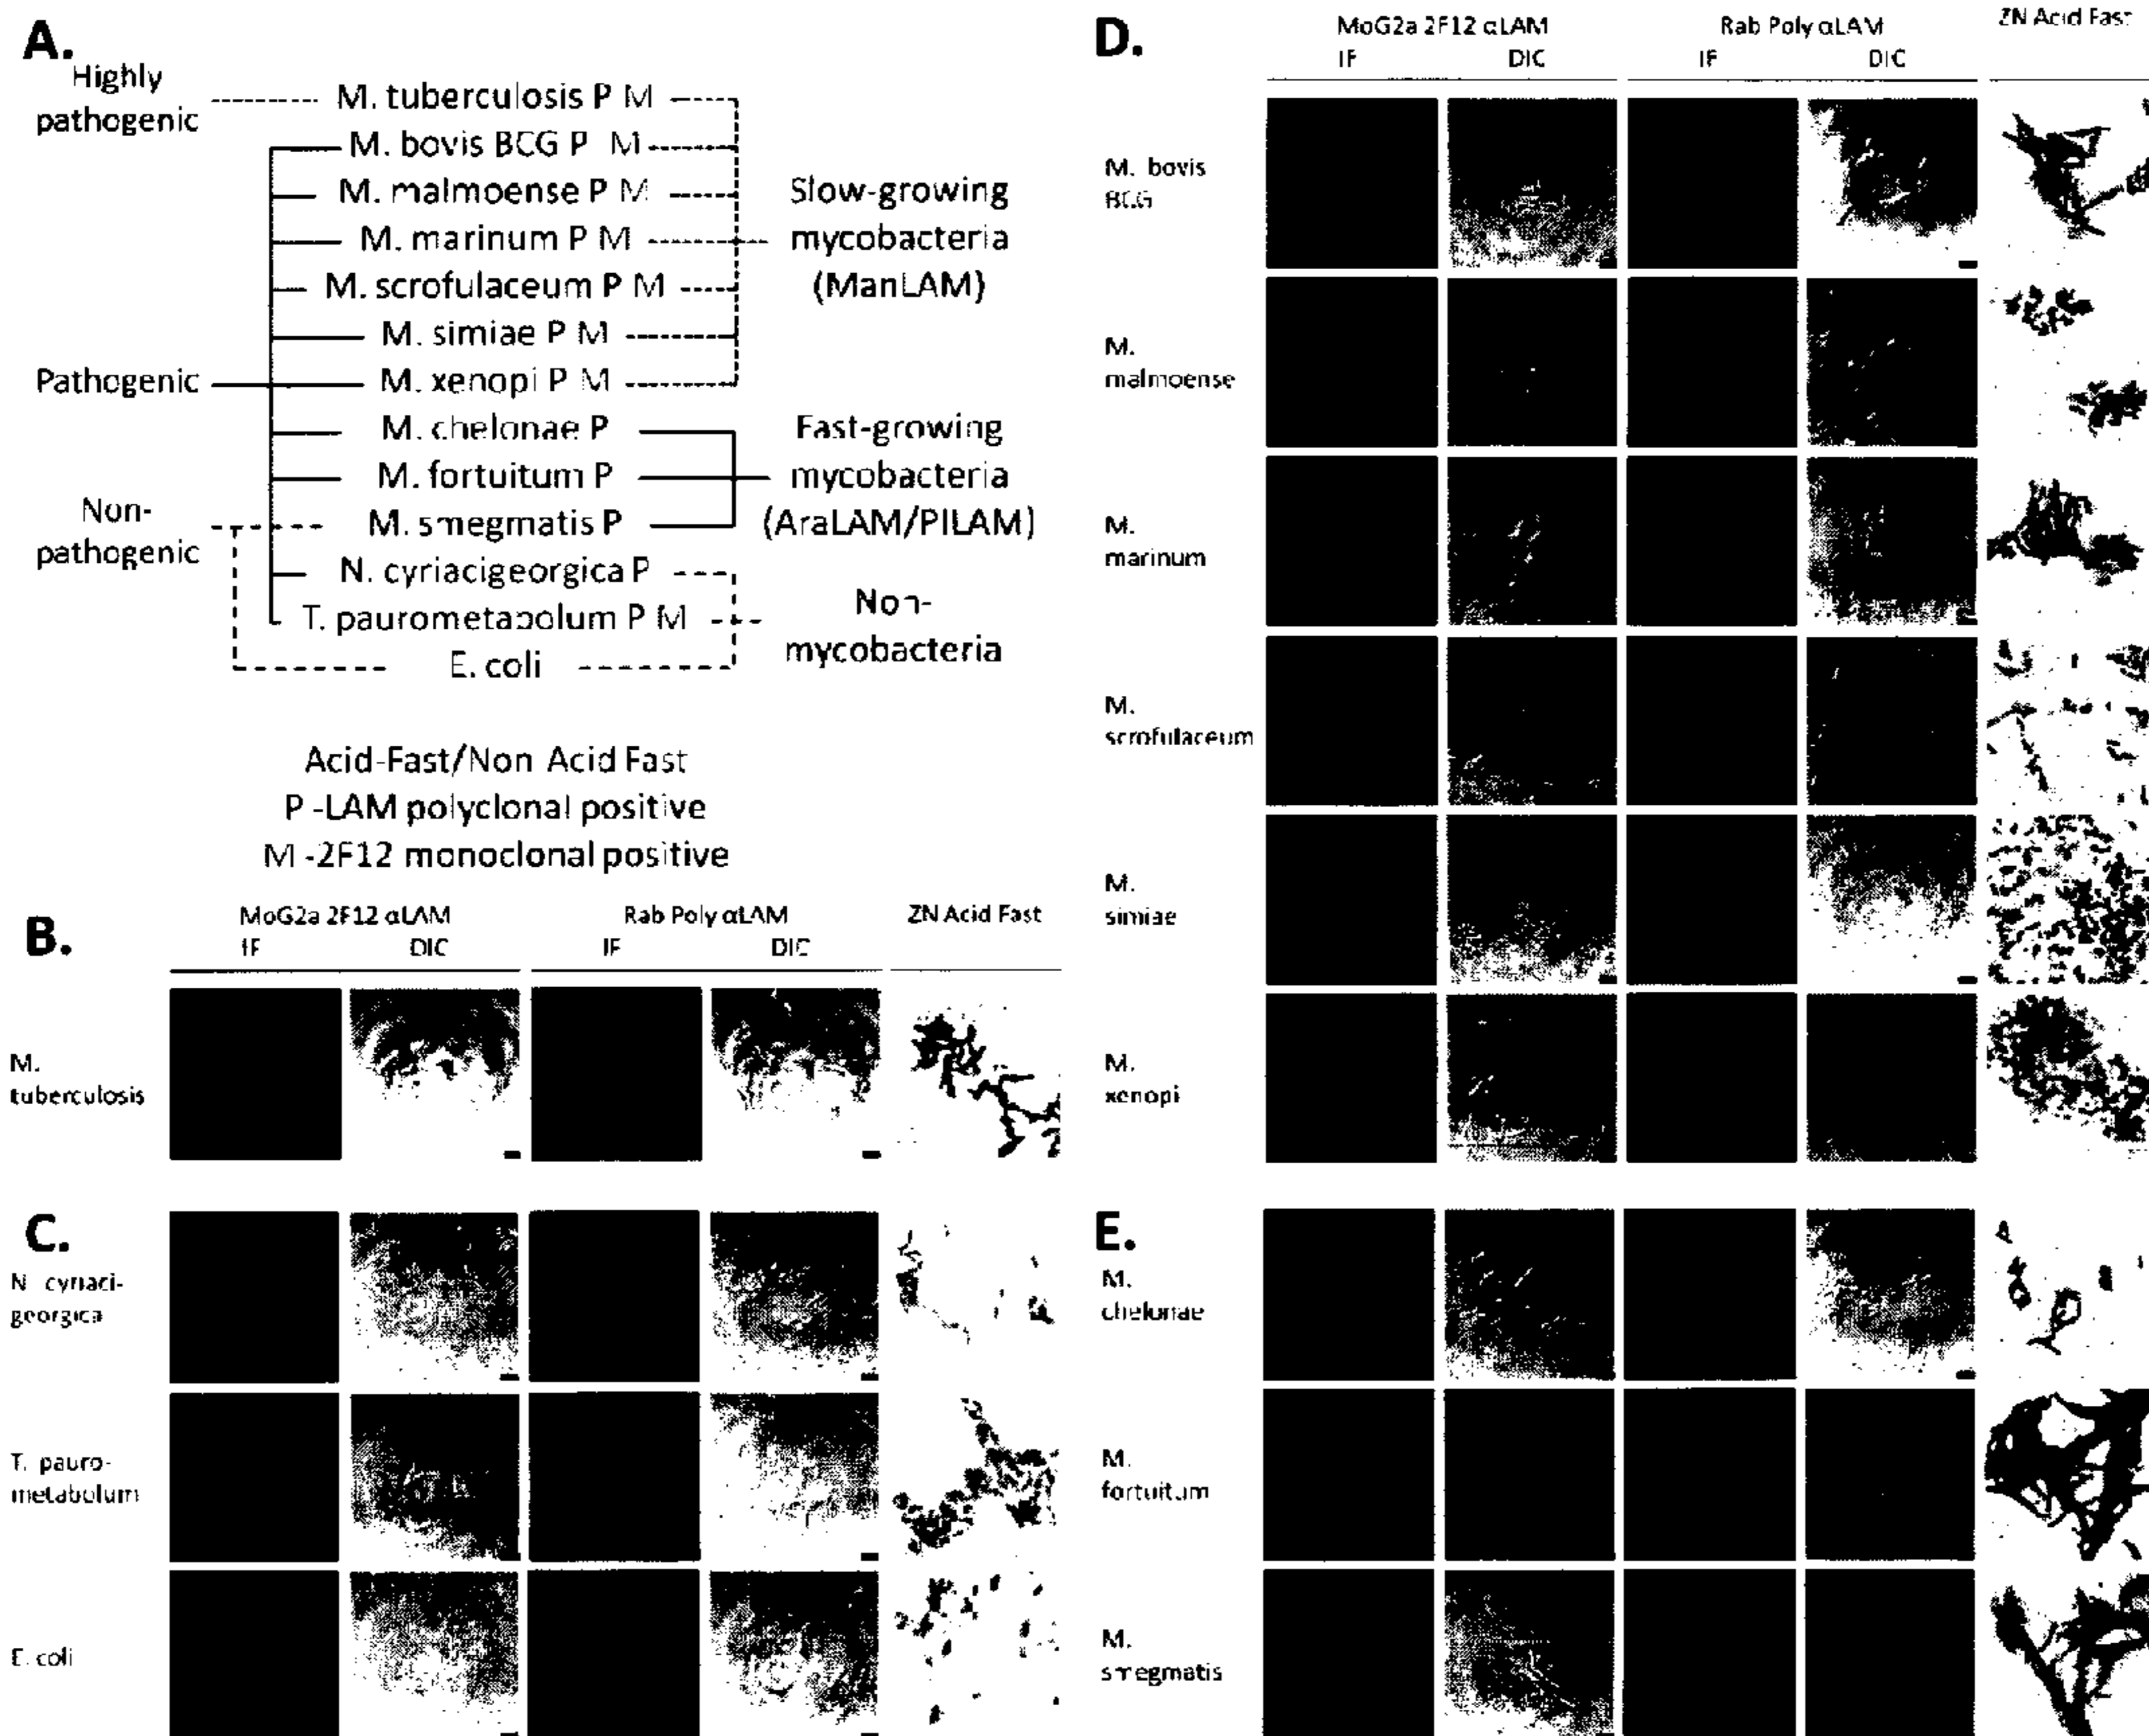 A.
Highly
pathogenic
M. tuberculosis P M
M. bovis BCG P M
M. malmoense P M
M. marinum P M
M. scrofulaceum P M
M. simiae P M
Pathogenic
M. xenopi P M
M. chelonae P
M. fortuitum P
Non-
pathogenic
M. smegmatis P
N. cyriacigeorgica P
T. paurometabolum P M
E. coli
Slow-growing
mycobacteria
(ManLAM)
Fast-growing
mycobacteria
(AraLAM/PILAM)
Non-
mycobacteria
Acid-Fast/Non Acid Fast
P -LAM polyclonal positive
M -2F12 monoclonal positive
B.
MoG2a 2F12 αLAM Rab Poly αLAM ZN Acid Fast
IF DIC IF DIC
M.
tuberculosis
C.
N cyriaci-
georgica
T. pauro-
metabolum
E. coli
D.
MoG2a 2F12 αLAM Rab Poly αLAM ZN Acid Fast
IF DIC IF DIC
M. bovis
BCG
M.
malmoense
M.
marinum
M.
scrofulaceum
M.
simiae
M.
xenopi
E.
M.
chelonae
M.
fortuitum
M.
smegmatis